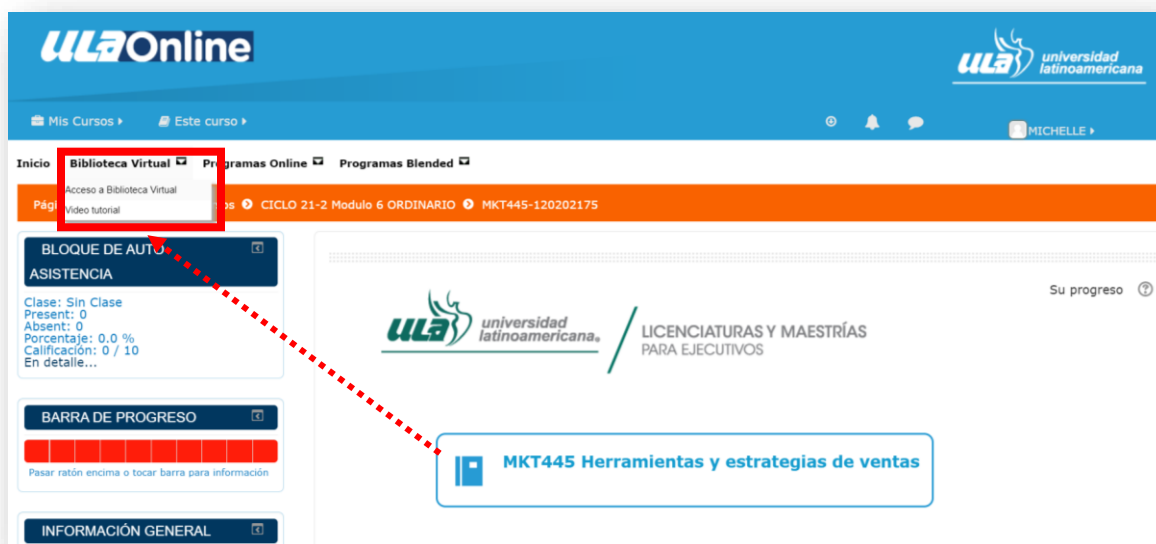 ULAOnline
ula universidad
latinoamericana
Mis Cursos Este curso MICHELLE
Inicio Biblioteca Virtual Programas Online Programas Blended
Acceso a Biblioteca Virtual
Video tutorial
CICLO 21-2 Modulo 6 ORDINARIO MKT445-120202175
BLOQUE DE AUTO
ASISTENCIA
Clase: Sin Clase
Present: 0
Absent: 0
Porcentaje: 0.0 %
Calificación: 0 / 10
En detalle...
Su progreso
ula universidad
latinoamericana®
LICENCIATURAS Y MAESTRÍAS
PARA EJECUTIVOS
BARRA DE PROGRESO
Pasar ratón encima o tocar barra para información
MKT445 Herramientas y estrategias de ventas
INFORMACIÓN GENERAL